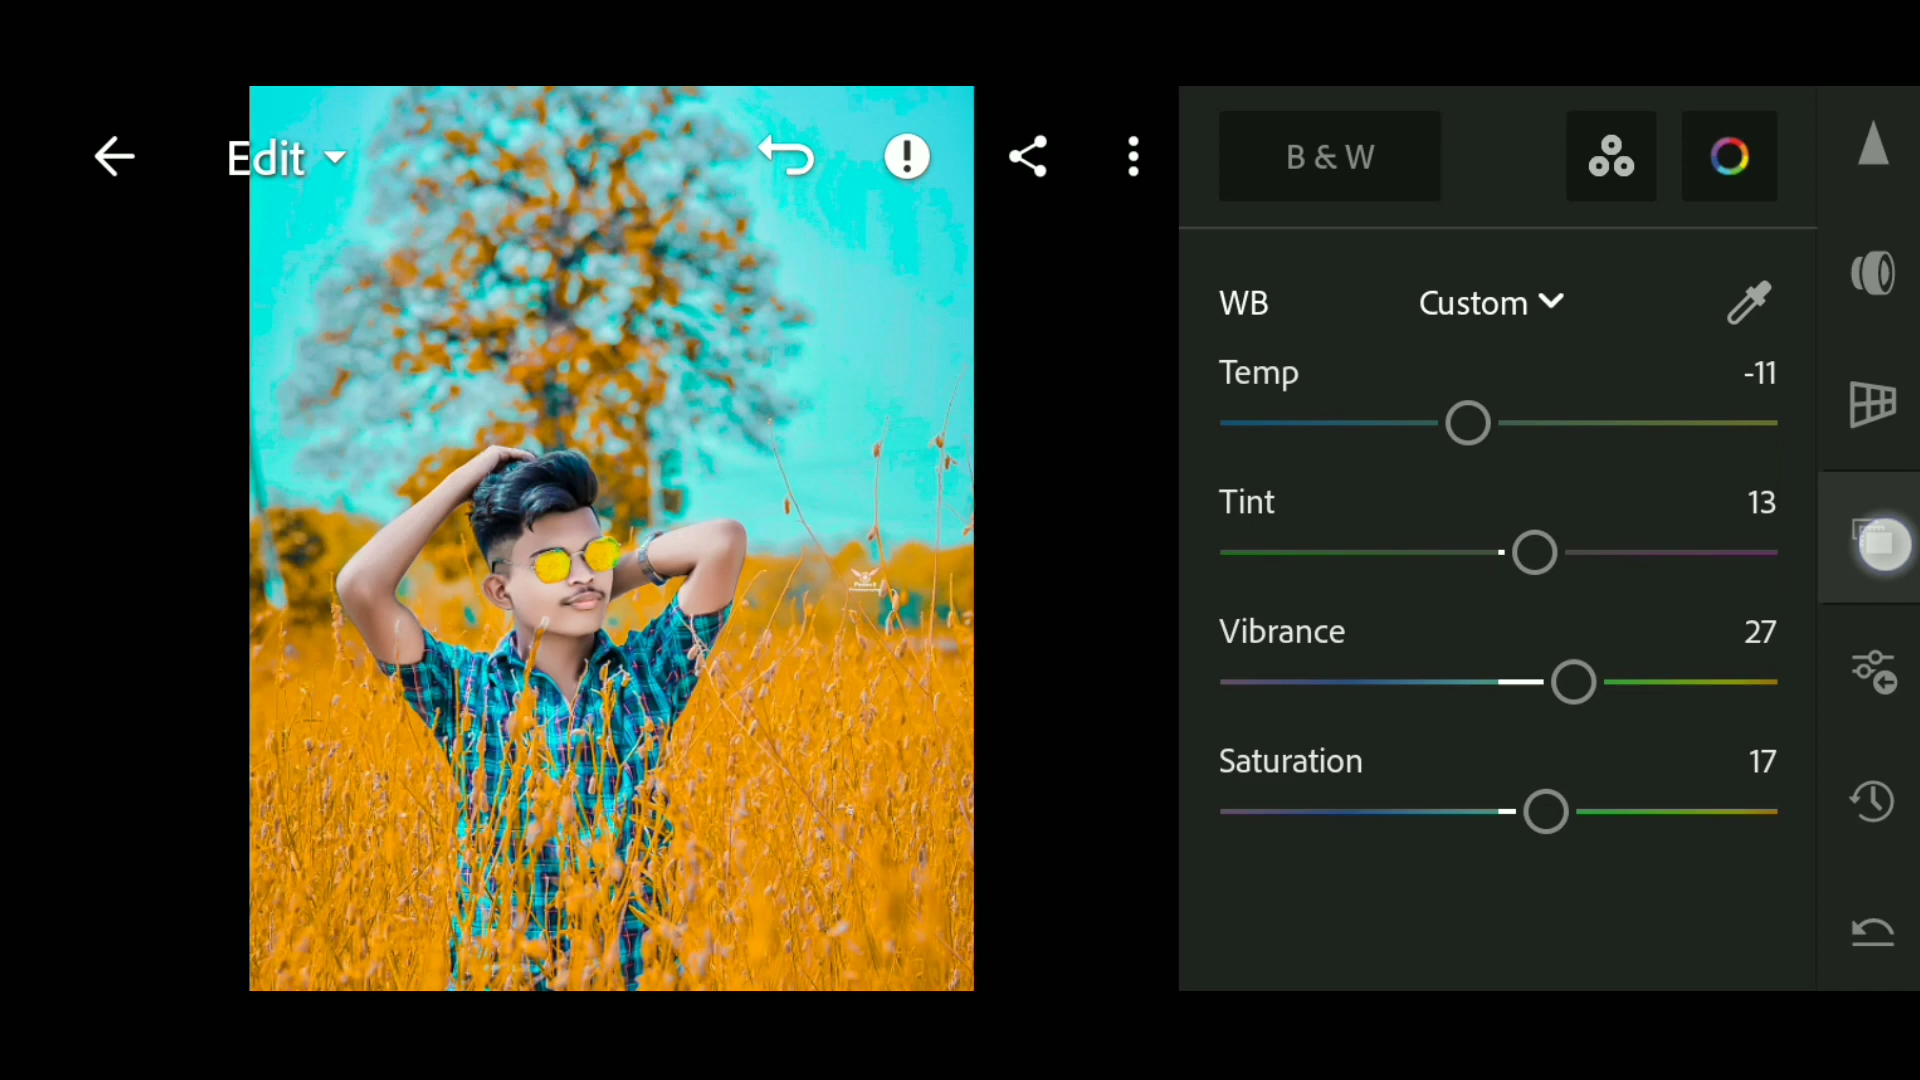 Edit
B & W
WB Custom
Temp -11
Tint 13
Vibrance 27
Saturation 17